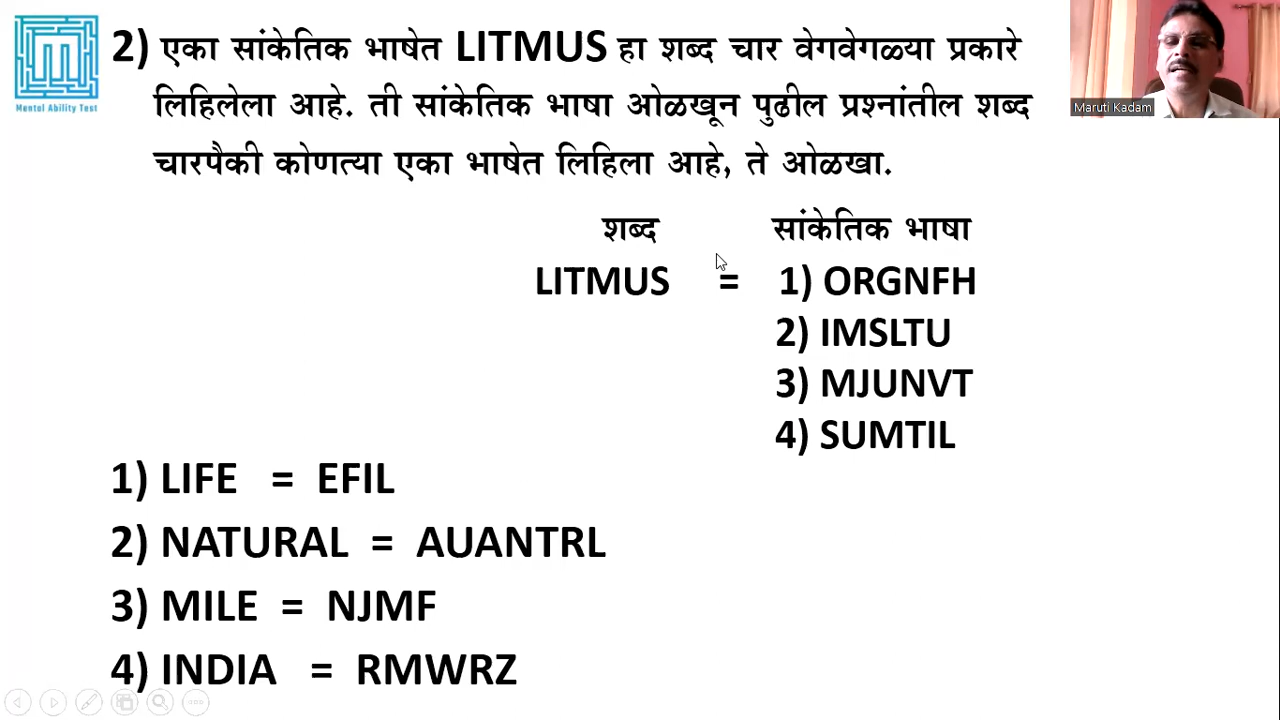 2) एका सांकेतिक भाषेत LITMUS हा शब्द चार वेगवेगळ्या प्रकारे
लिहिलेला आहे. ती सांकेतिक भाषा ओळखून पुढील प्रश्नांतील शब्द
चारपैकी कोणत्या एका भाषेत लिहिला आहे, ते ओळखा.
Mental Ability Test
Maruti Kadam
शब्द सांकेतिक भाषा
LITMUS = 1) ORGNFH
2) IMSLTU
3) MJUNVT
4) SUMTIL
1) LIFE = EFIL
2) NATURAL = AUANTRL
3) MILE = NJMF
4) INDIA = RMWRZ